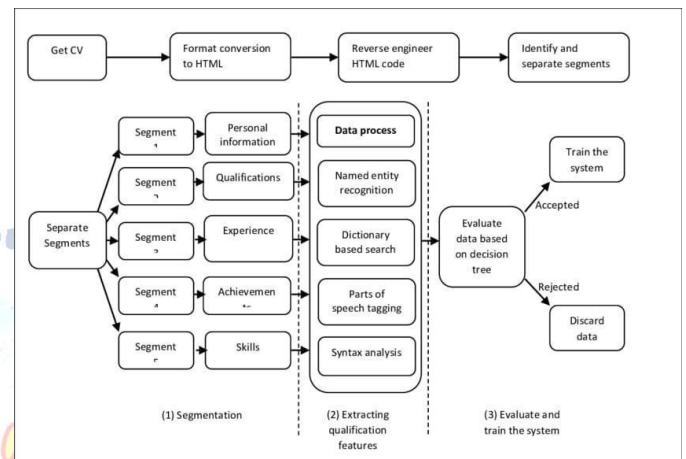 Get CV
Format conversion
to HTML
Reverse engineer
HTML code
Identify and
separate segments
Separate
Segments
Segment
Personal
information
Segment
Qualifications
Segment
Experience
Segment
Achievemen
Segment
Skills
Data process
Named entity
recognition
Dictionary
based search
Parts of
speech tagging
Syntax analysis
Evaluate
data based
on decision
tree
Train the
system
Accepted
Rejected
Discard
data
(1) Segmentation
(2) Extracting
qualification
features
(3) Evaluate and
train the system